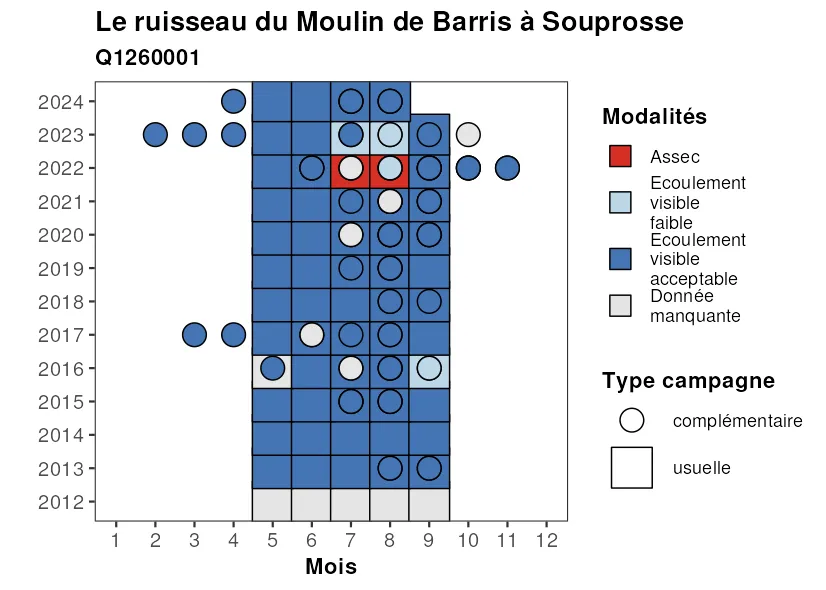 Le ruisseau du Moulin de Barris à Souprosse
Q1260001
2024
2023
2022
2021
2020
2019
2018
2017
2016
2015
2014
2013
2012
1 2 3 4 5 6 7 8 9 10 11 12
Mois
Modalités
Assec
Ecoulement
visible
faible
Ecoulement
visible
acceptable
Donnée
manquante
Type campagne
complémentaire
usuelle